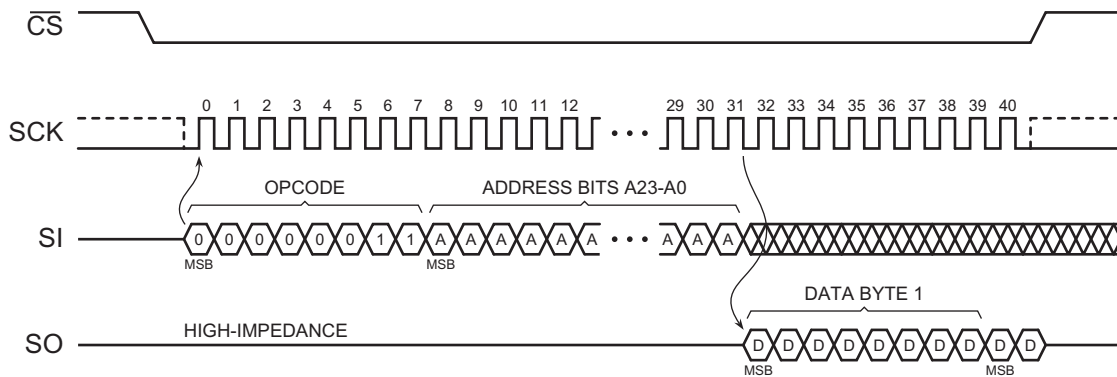 CS
0 1 2 3 4 5 6 7 8 9 10 11 12 29 30 31 32 33 34 35 36 37 38 39 40
SCK
OPCODE ADDRESS BITS A23-A0
SI 0 0 0 0 0 0 1 1 A A A A A A A A A
MSB MSB
DATA BYTE 1
HIGH-IMPEDANCE
SO D D D D D D D D D D
MSB MSB